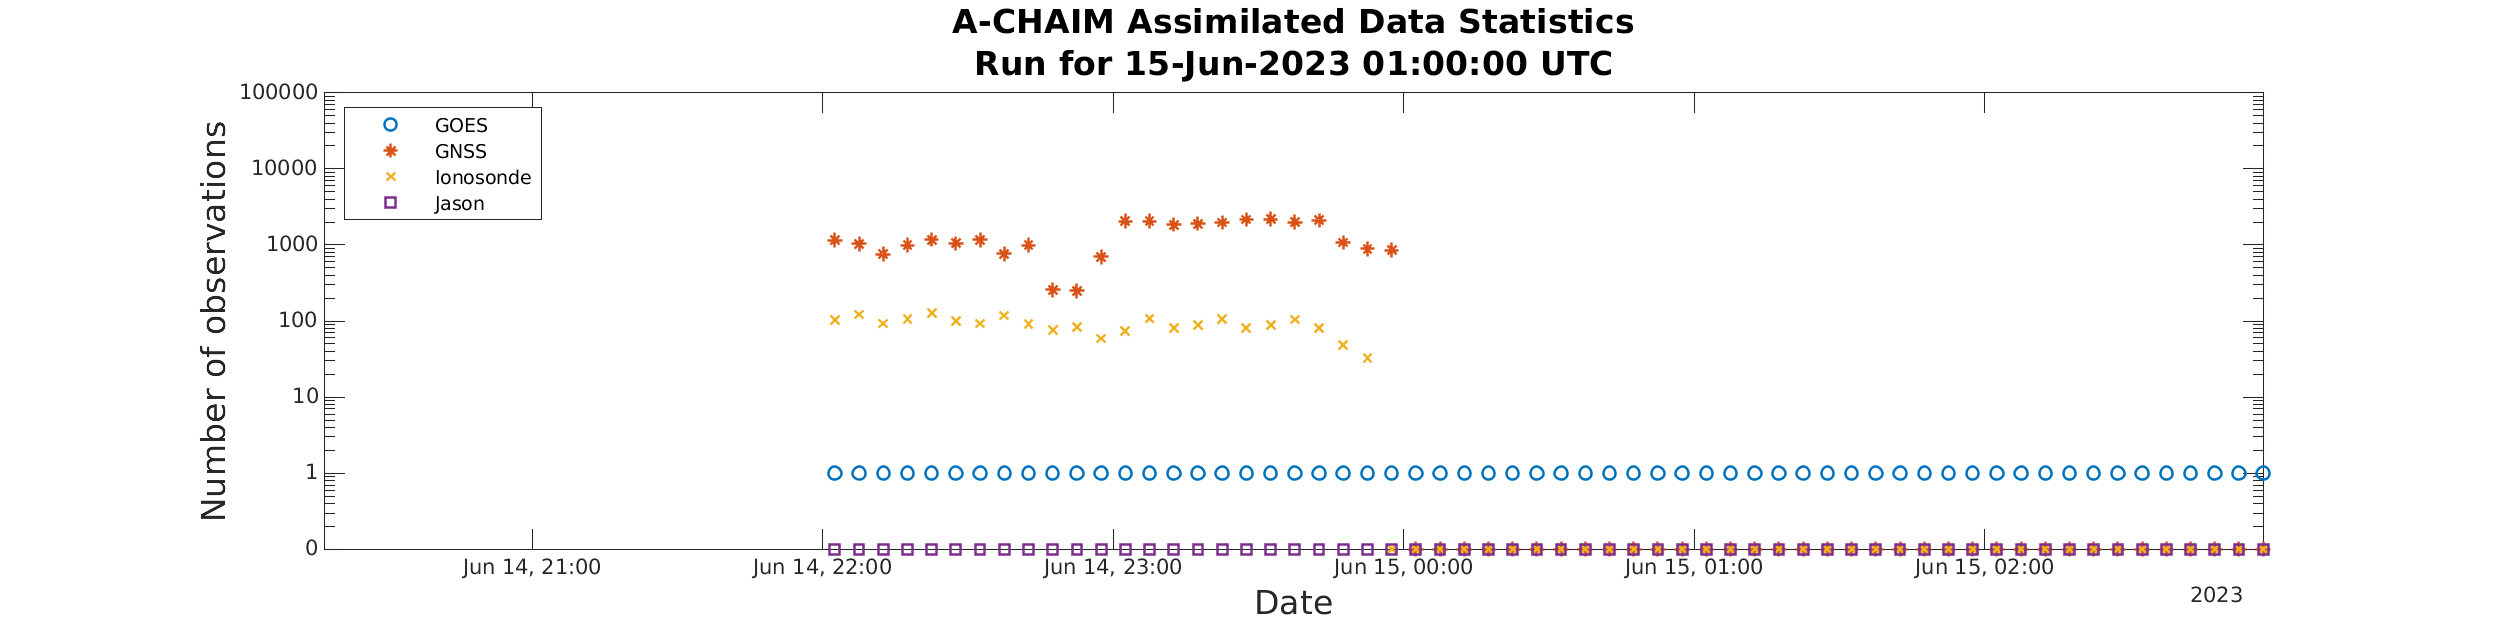 A-CHAIM Assimilated Data Statistics
Run for 15-Jun-2023 01:00:00 UTC
100000
10000
1000
100
10
1
0
Number of observations
GOES
GNSS
Ionosonde
Jason
Jun 14, 21:00
Jun 14, 22:00
Jun 14, 23:00
Jun 15, 00:00
Jun 15, 01:00
Jun 15, 02:00
2023
Date